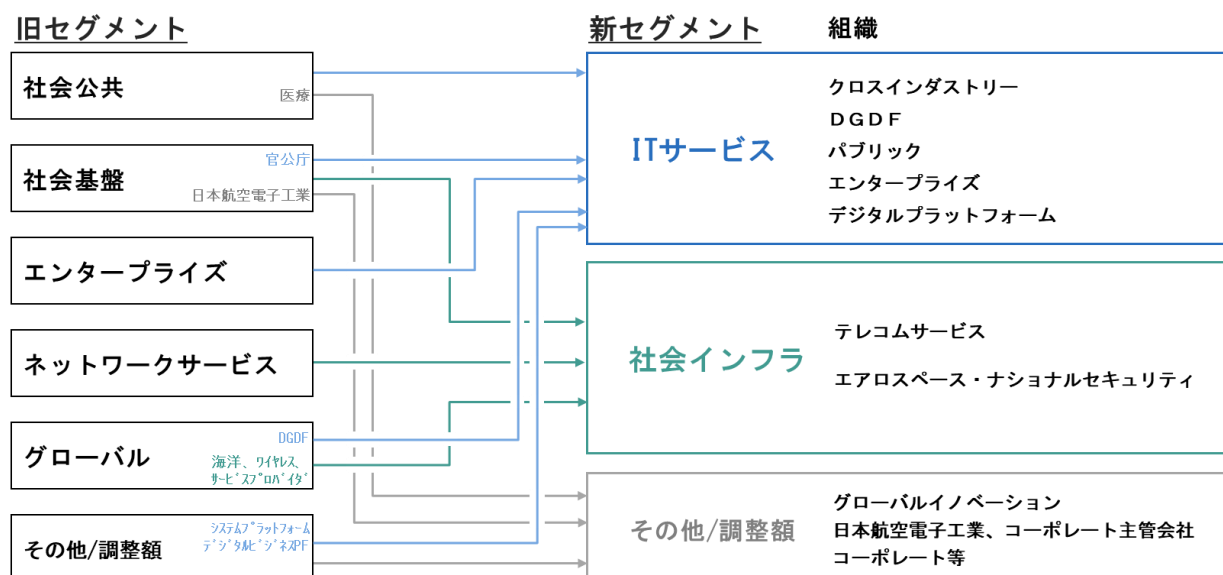 旧セグメント
社会公共
医療
社会基盤
官公庁
日本航空電子工業
エンタープライズ
ネットワークサービス
グローバル
DGDF
海洋、ワイヤレス、
サービスプロバイダ
その他/調整額
システムプラットフォーム
デジタルビジネスPF
新セグメント
組織
ITサービス
クロスインダストリー
DGDF
パブリック
エンタープライズ
デジタルプラットフォーム
社会インフラ
テレコムサービス
エアロスペース・ナショナルセキュリティ
その他/調整額
グローバルイノベーション
日本航空電子工業、コーポレート主管会社
コーポレート等